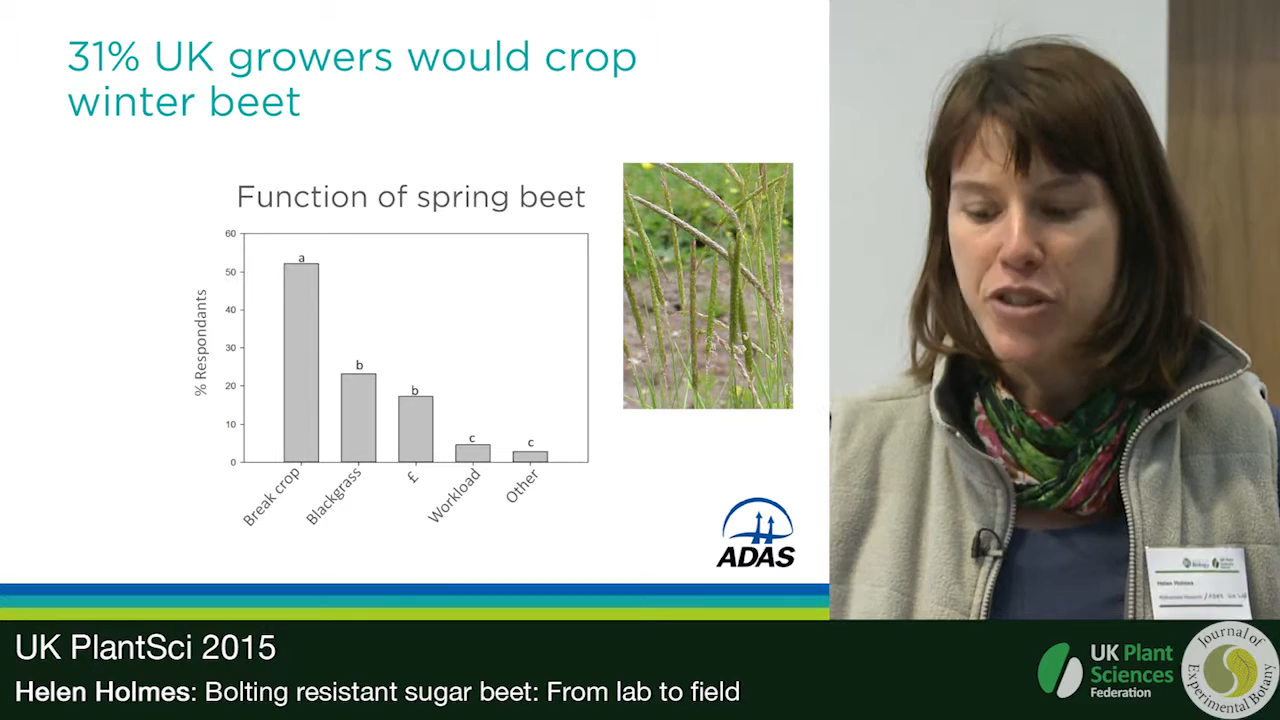 31% UK growers would crop
winter beet
Function of spring beet
60
50
40
30
20
10
0
% Respondants
a
b
b
c
c
Break crop
Blackgrass
£
Workload
Other
ADAS
Helen Holmes
UK PlantSci 2015
Helen Holmes: Bolting resistant sugar beet: From lab to field
UK Plant
Sciences
Federation
Journal of
Experimental Botany